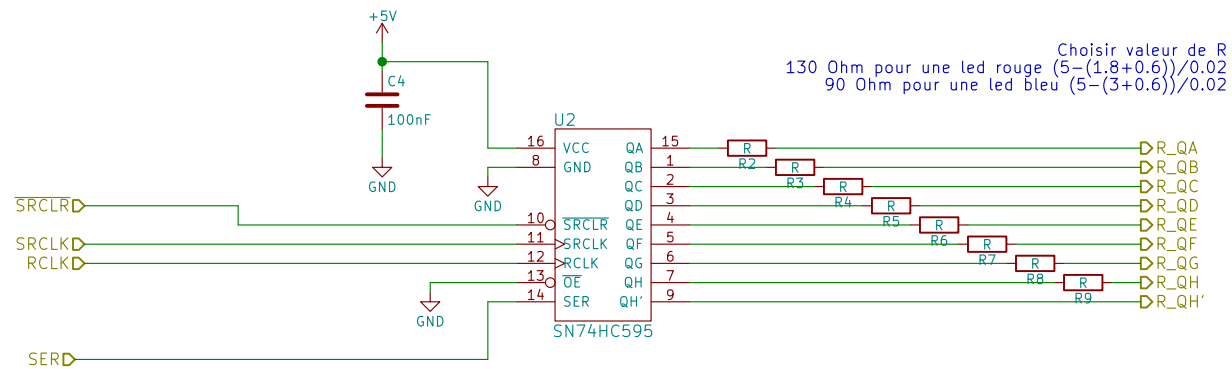 +5V
Choisir valeur de R
130 Ohm pour une led rouge (5-(1.8+0.6))/0.02
90 Ohm pour une led bleu (5-(3+0.6))/0.02
C4
100nF
GND
U2
16 VCC QA 15 R R2 R_QA
8 GND QB 1 R R3 R_QB
GND
QC 2 R R4 R_QC
SRCLR QD 3 R R5 R_QD
10 SRCLR QE 4 R R6 R_QE
SRCLK 11 SRCLK QF 5 R R7 R_QF
RCLK 12 RCLK QG 6 R R8 R_QG
13 OE QH 7 R R9 R_QH
14 SER QH' 9 R_QH'
GND
SN74HC595
SER